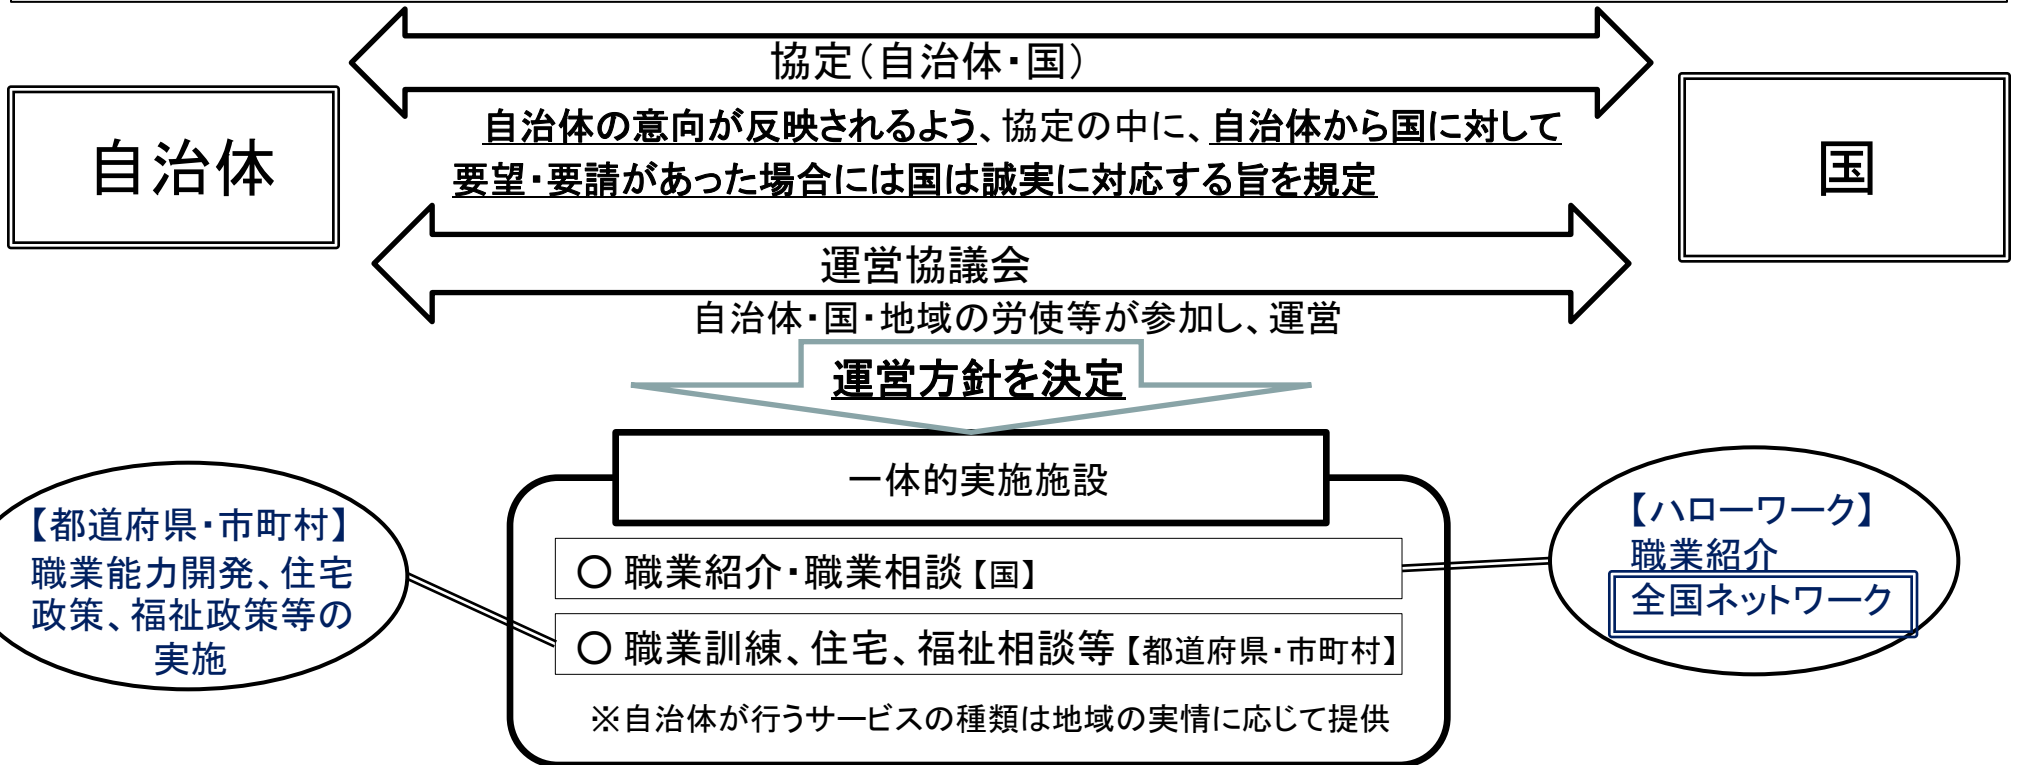 協定（自治体・国）
自治体
国
自治体の意向が反映されるよう、協定の中に、自治体から国に対して
要望・要請があった場合には国は誠実に対応する旨を規定
運営協議会
自治体・国・地域の労使等が参加し、運営
運営方針を決定
一体的実施施設
【都道府県・市町村】
職業能力開発、住宅
政策、福祉政策等の
実施
○ 職業紹介・職業相談【国】
○ 職業訓練、住宅、福祉相談等【都道府県・市町村】
※自治体が行うサービスの種類は地域の実情に応じて提供
【ハローワーク】
職業紹介
全国ネットワーク